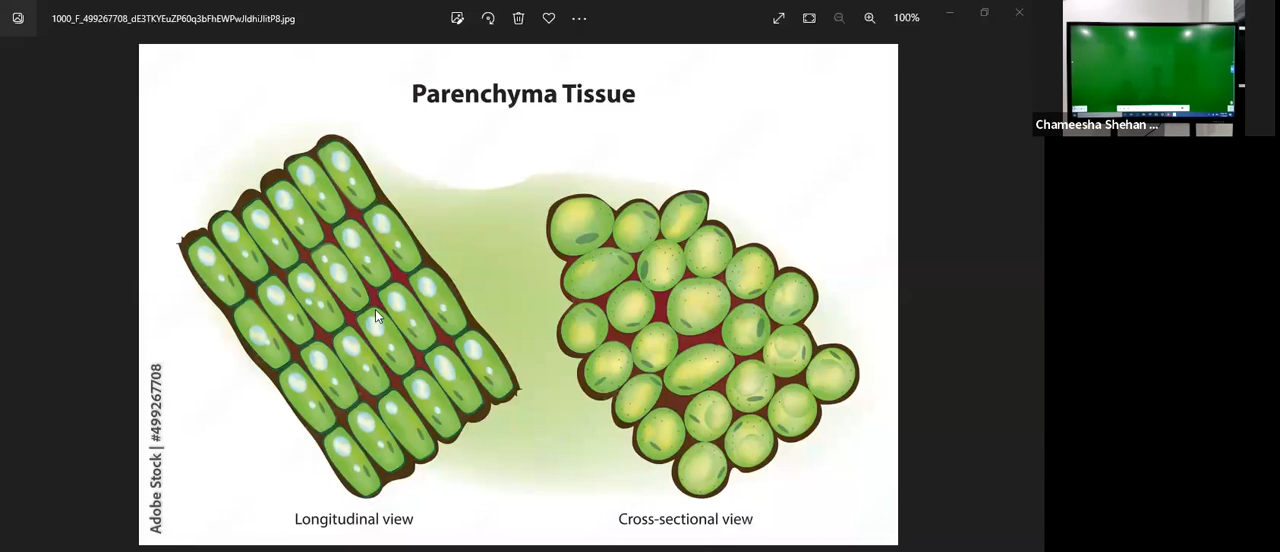 1000_F_499267708_dE3TKYEuZP60q3bFhEWPwJldhiJlitP8.jpg
100%
Chameesha Shehan ...
Parenchyma Tissue
Adobe Stock | #499267708
Longitudinal view
Cross-sectional view